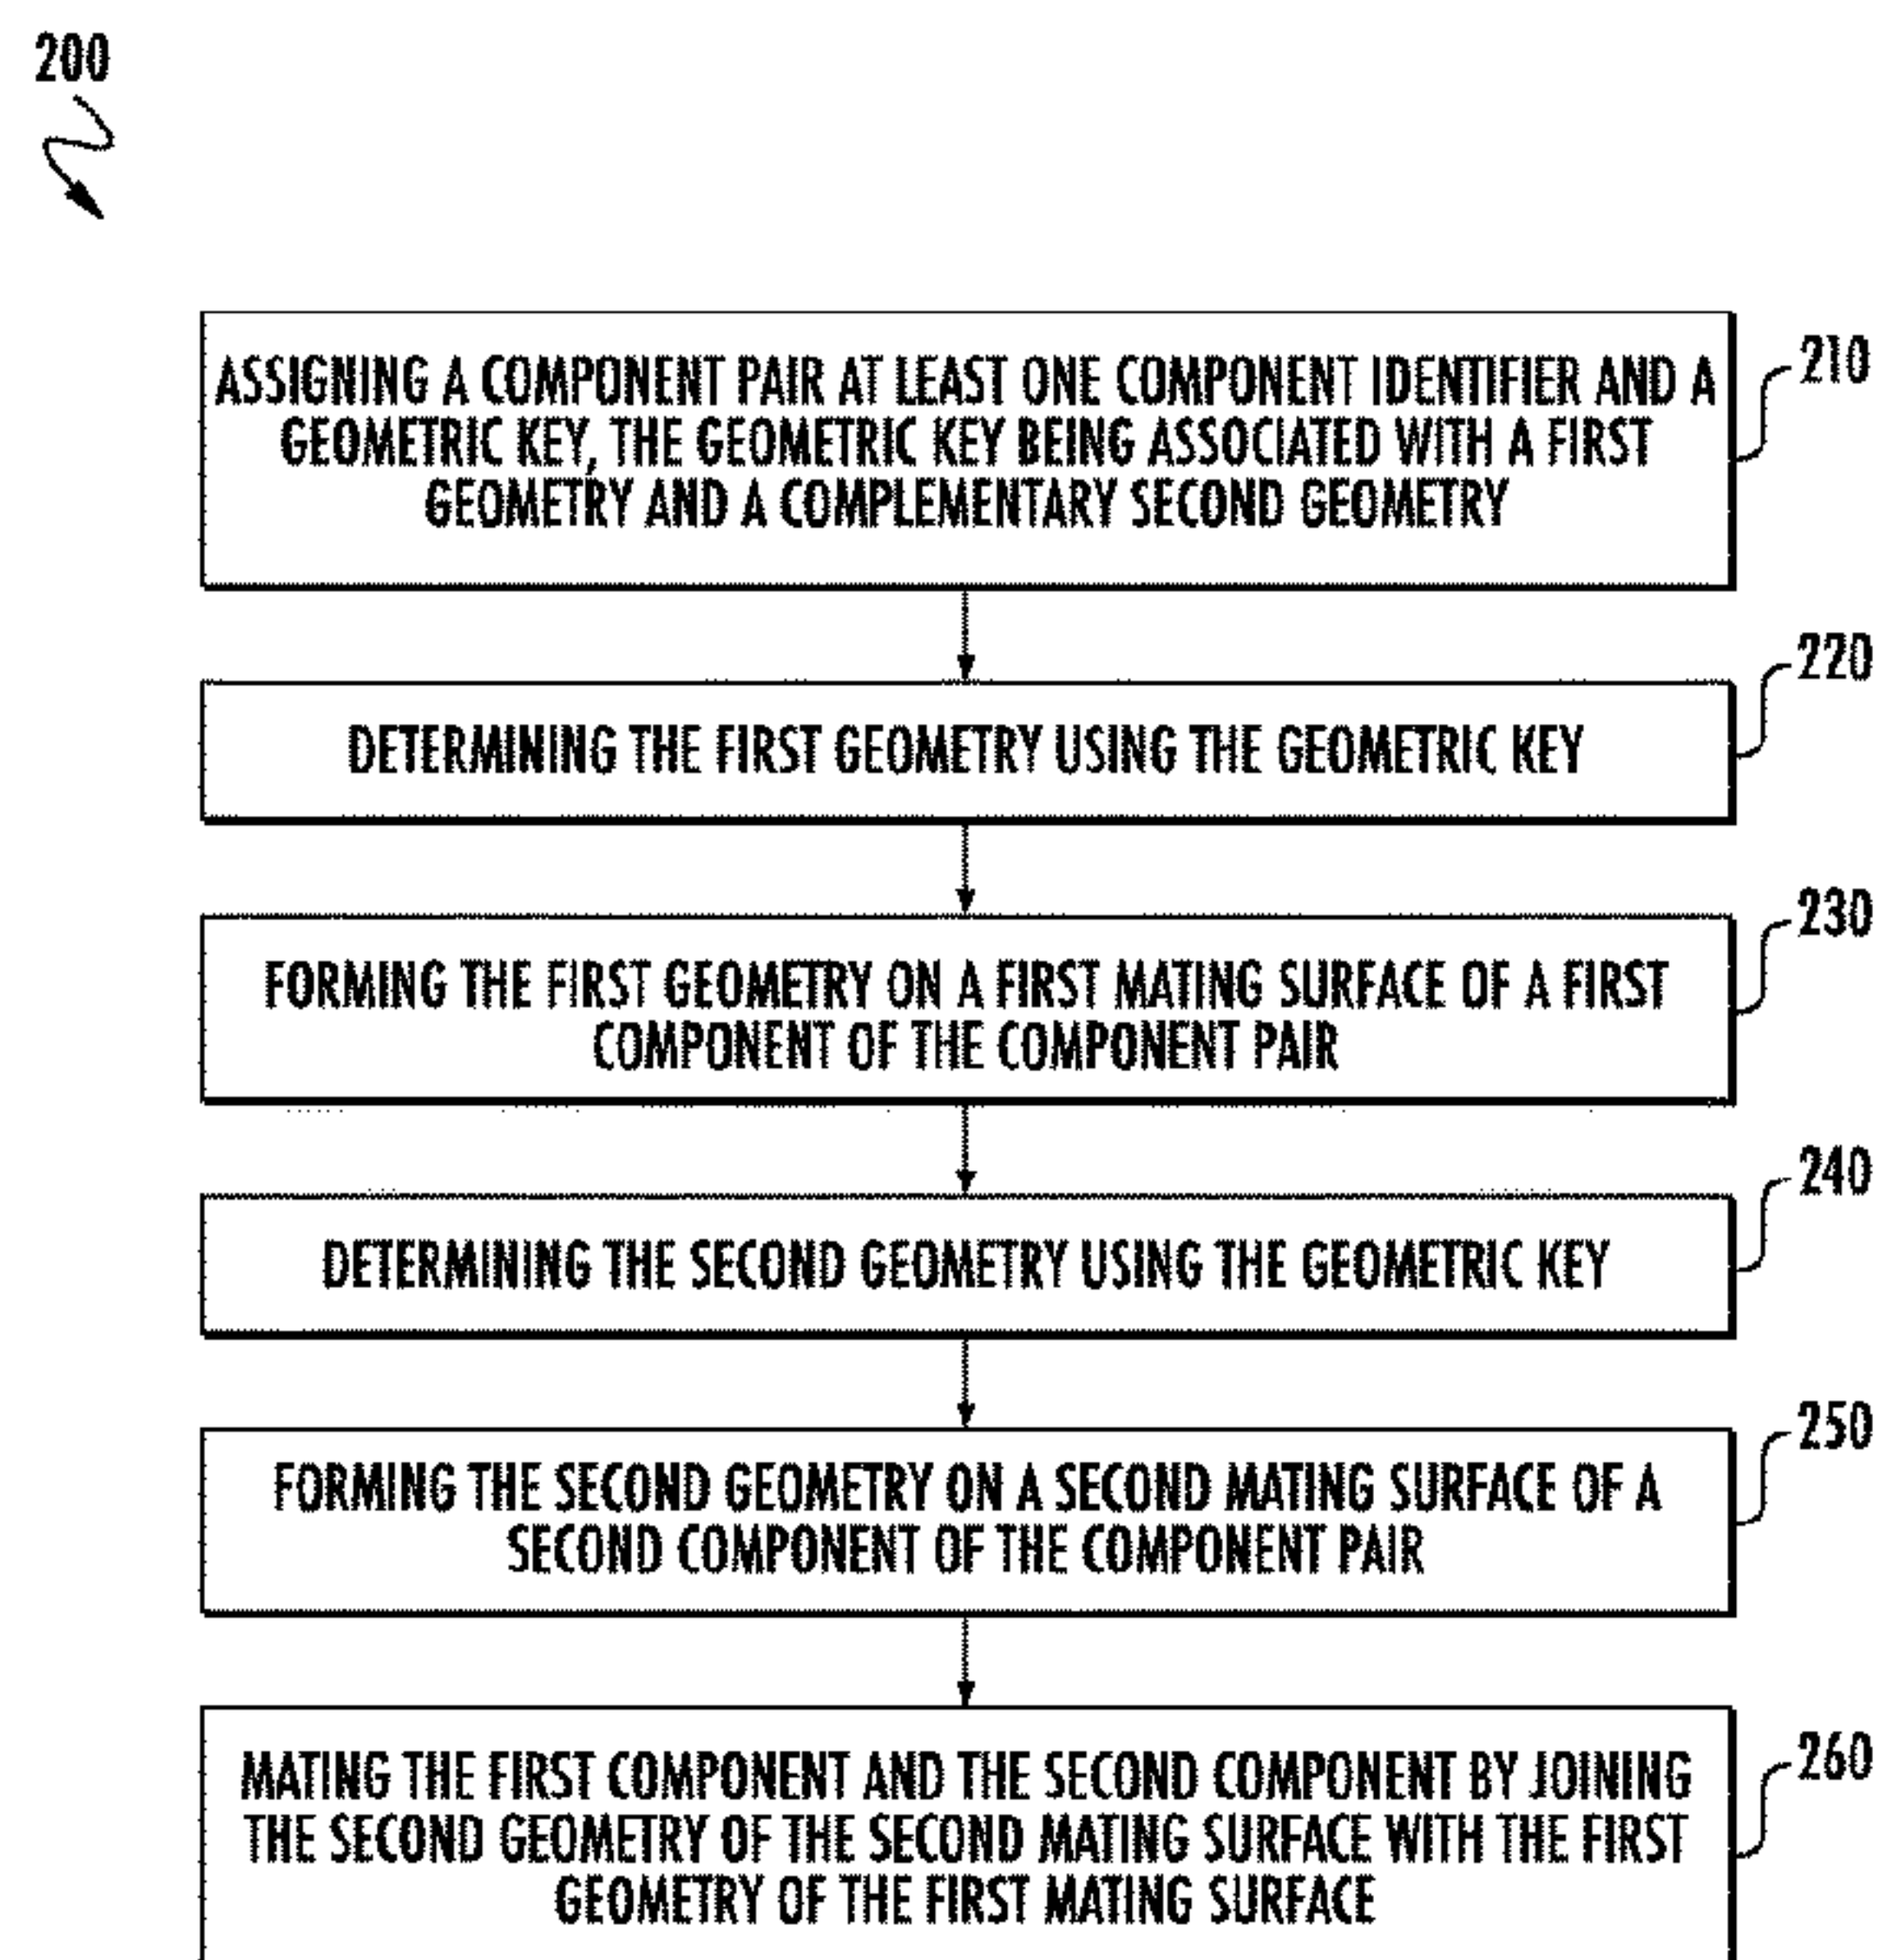 200
ASSIGNING A COMPONENT PAIR AT LEAST ONE COMPONENT IDENTIFIER AND A
GEOMETRIC KEY, THE GEOMETRIC KEY BEING ASSOCIATED WITH A FIRST
GEOMETRY AND A COMPLEMENTARY SECOND GEOMETRY
210
DETERMINING THE FIRST GEOMETRY USING THE GEOMETRIC KEY
220
FORMING THE FIRST GEOMETRY ON A FIRST MATING SURFACE OF A FIRST
COMPONENT OF THE COMPONENT PAIR
230
DETERMINING THE SECOND GEOMETRY USING THE GEOMETRIC KEY
240
FORMING THE SECOND GEOMETRY ON A SECOND MATING SURFACE OF A
SECOND COMPONENT OF THE COMPONENT PAIR
250
MATING THE FIRST COMPONENT AND THE SECOND COMPONENT BY JOINING
THE SECOND GEOMETRY OF THE SECOND MATING SURFACE WITH THE FIRST
GEOMETRY OF THE FIRST MATING SURFACE
260